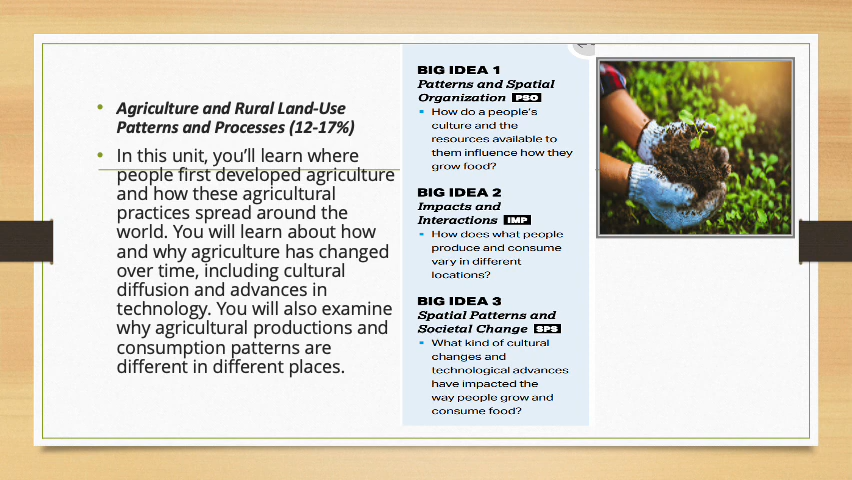 Agriculture and Rural Land-Use
Patterns and Processes (12-17%)
In this unit, you'll learn where
people first developed agriculture
and how these agricultural
practices spread around the
world. You will learn about how
and why agriculture has changed
over time, including cultural
diffusion and advances in
technology. You will also examine
why agricultural productions and
consumption patterns are
different in different places.
BIG IDEA 1
Patterns and Spatial
Organization PSO
How do a people's
culture and the
resources available to
them influence how they
grow food?
BIG IDEA 2
Impacts and
Interactions IMP
How does what people
produce and consume
vary in different
locations?
BIG IDEA 3
Spatial Patterns and
Societal Change SPS
What kind of cultural
changes and
technological advances
have impacted the
way people grow and
consume food?